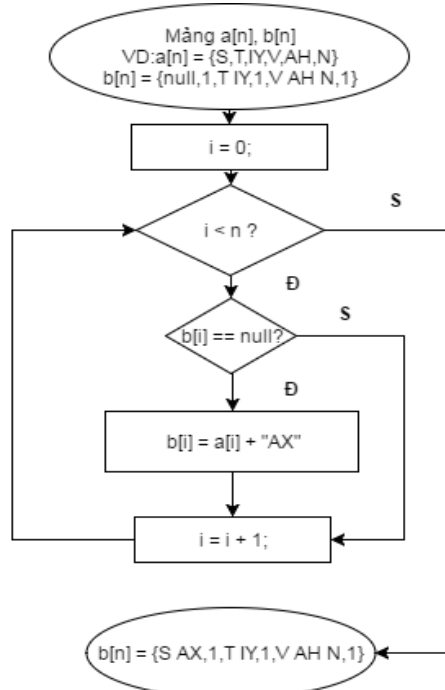 Mảng a[n], b[n]
VD:a[n] = {S,T,IY,V,AH,N}
b[n] = {null,1,T IY,1,V AH N,1}
i = 0;
i < n ?
S
Đ
b[i] == null?
S
Đ
b[i] = a[i] + "AX"
i = i + 1;
b[n] = {S AX,1,T IY,1,V AH N,1}